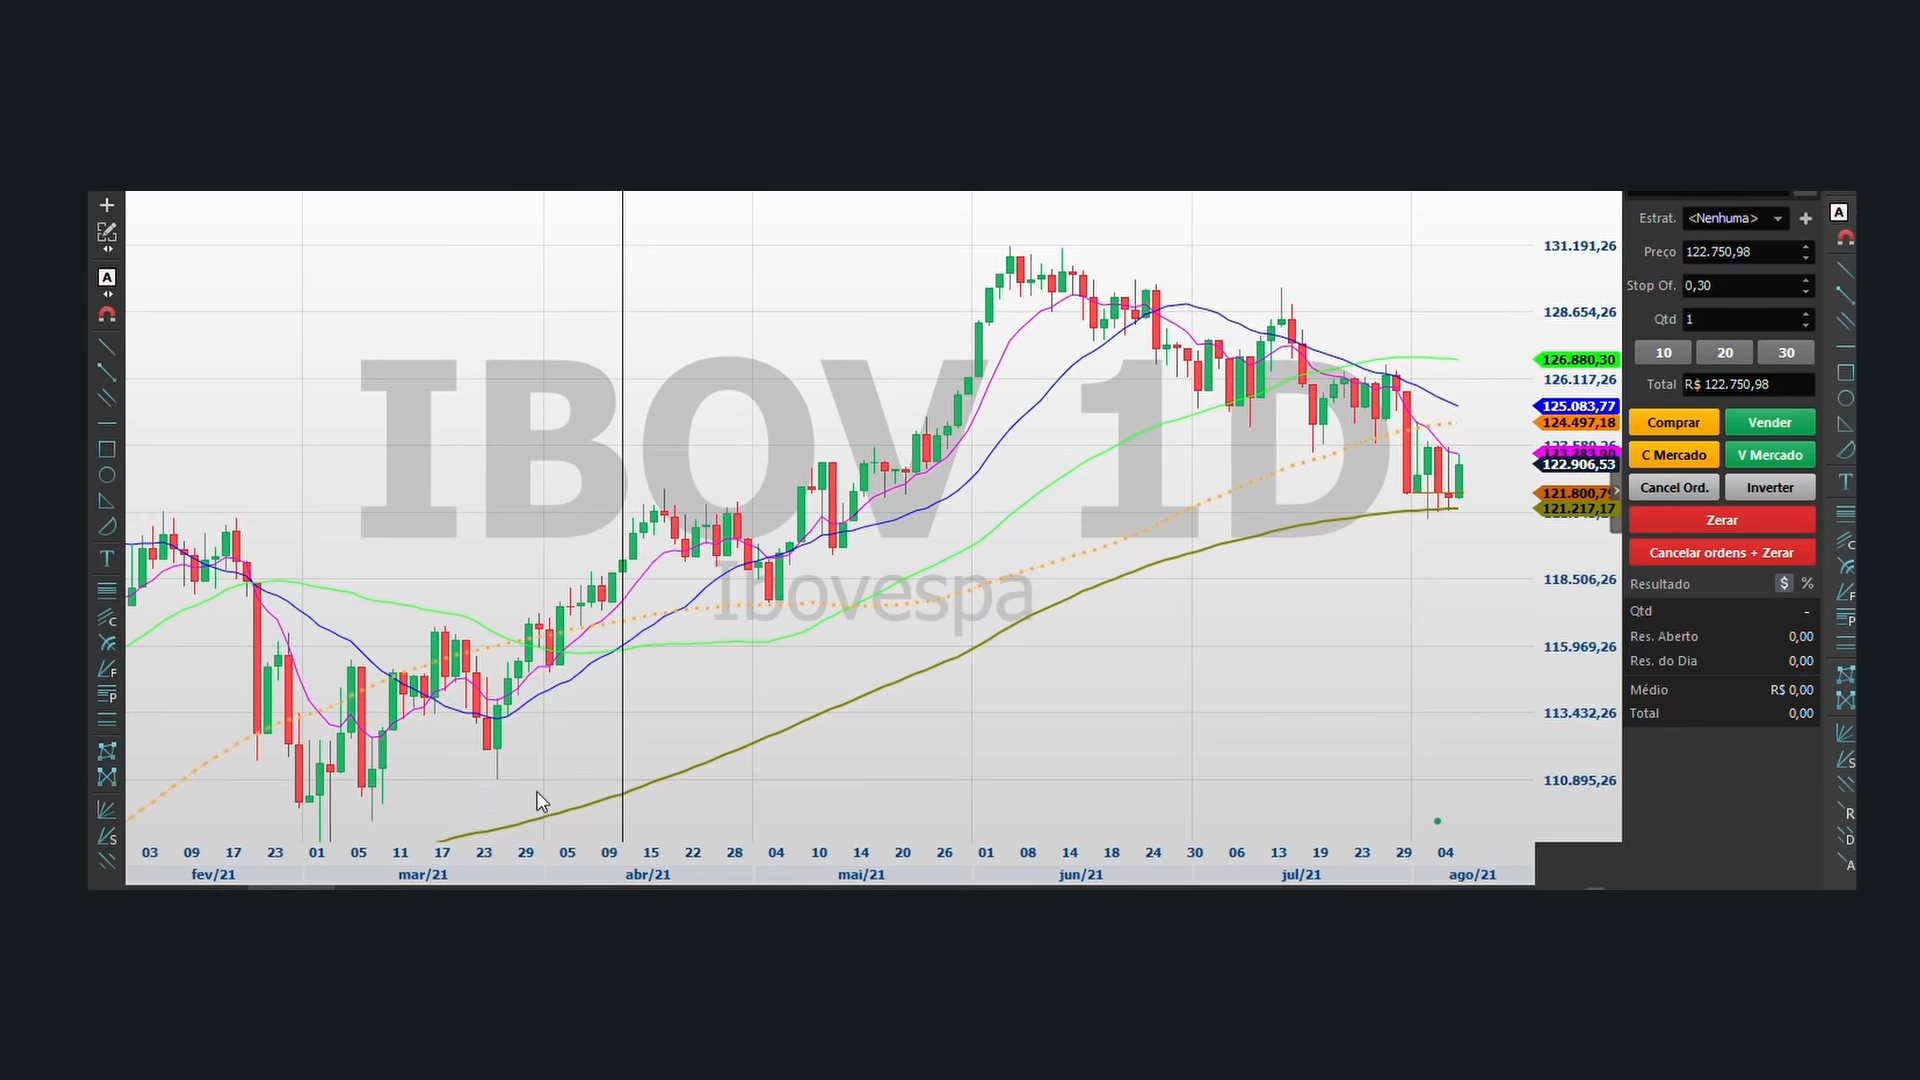 IBOV 1D
Ibovespa
131.191,26
128.654,26
126.880,30
126.117,26
125.083,77
124.497,18
123.283,90
122.906,53
121.800,79
121.217,17
118.506,26
115.969,26
113.432,26
110.895,26
03 09 17 23 01 05 11 17 23 29 05 09 15 22 28 04 10 14 20 26 01 08 14 18 24 30 06 13 19 23 29 04
fev/21 mar/21 abr/21 mai/21 jun/21 jul/21 ago/21
Estrat. <Nenhuma>
Preço 122.750,98
Stop Of. 0,30
Qtd 1
10 20 30
Total R$ 122.750,98
Comprar Vender
C Mercado V Mercado
Cancel Ord. Inverter
Zerar
Cancelar ordens + Zerar
Resultado $ %
Qtd -
Res. Aberto 0,00
Res. do Dia 0,00
Médio R$ 0,00
Total 0,00
A
T
C
F
P
S
A
T
C
F
P
S
R
D
A